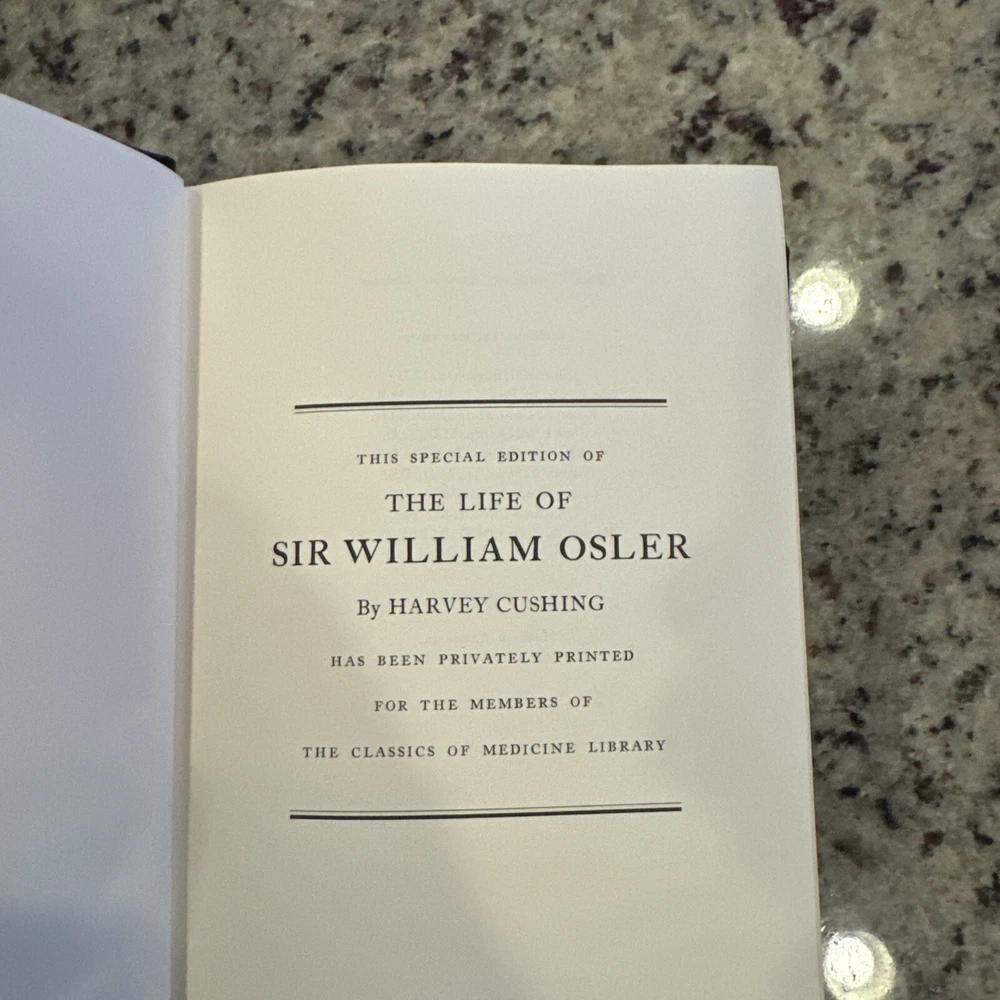 THIS SPECIAL EDITION OF
THE LIFE OF
SIR WILLIAM OSLER
By HARVEY CUSHING
HAS BEEN PRIVATELY PRINTED
FOR THE MEMBERS OF
THE CLASSICS OF MEDICINE LIBRARY